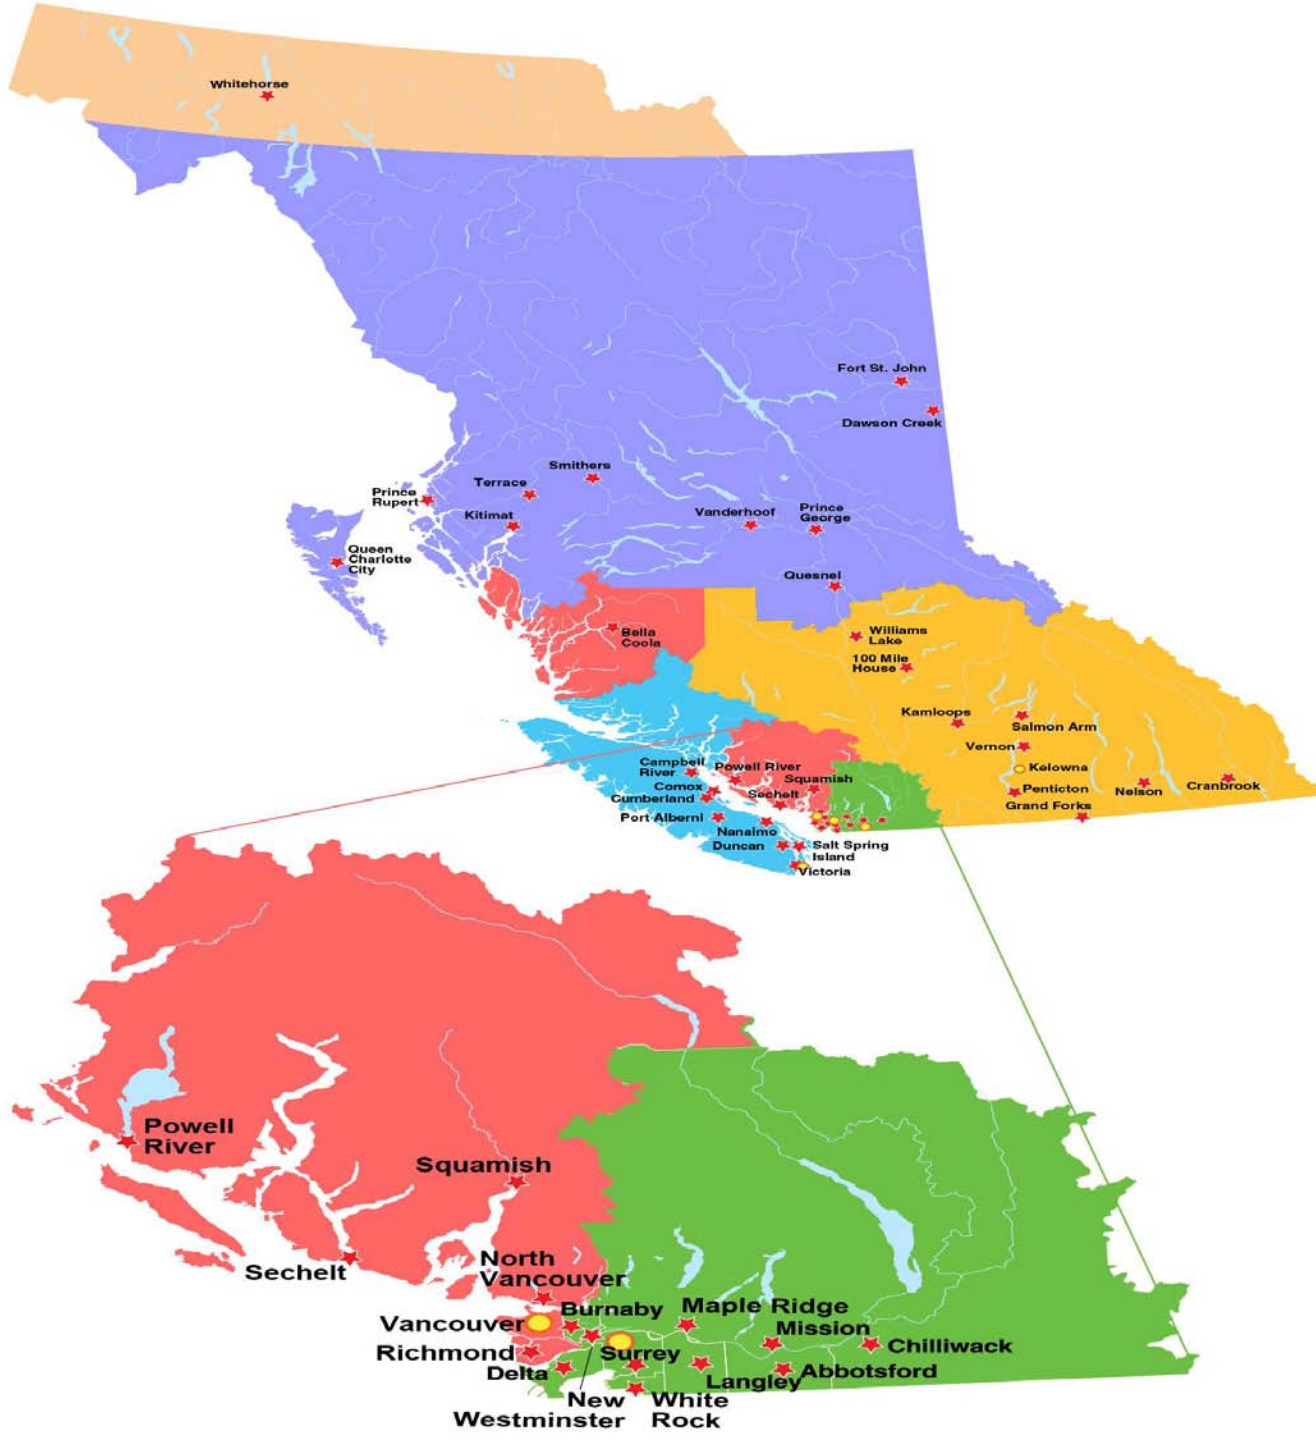 Whitehorse
Fort St. John
Dawson Creek
Smithers
Terrace
Prince
Rupert
Kitimat
Vanderhoof
Prince
George
Queen
Charlotte
City
Quesnel
Bella
Coola
Williams
Lake
100 Mile
House
Kamloops
Salmon Arm
Vernon
Kelowna
Penticton
Grand Forks
Nelson
Cranbrook
Campbell
River
Powell River
Squamish
Comox
Cumberland
Sechelt
Port Alberni
Nanaimo
Duncan
Salt Spring
Island
Victoria
Powell
River
Squamish
Sechelt
North
Vancouver
Burnaby
Maple Ridge
Vancouver
Mission
Richmond
Surrey
Chilliwack
Delta
Langley
Abbotsford
New
Westminster
White
Rock